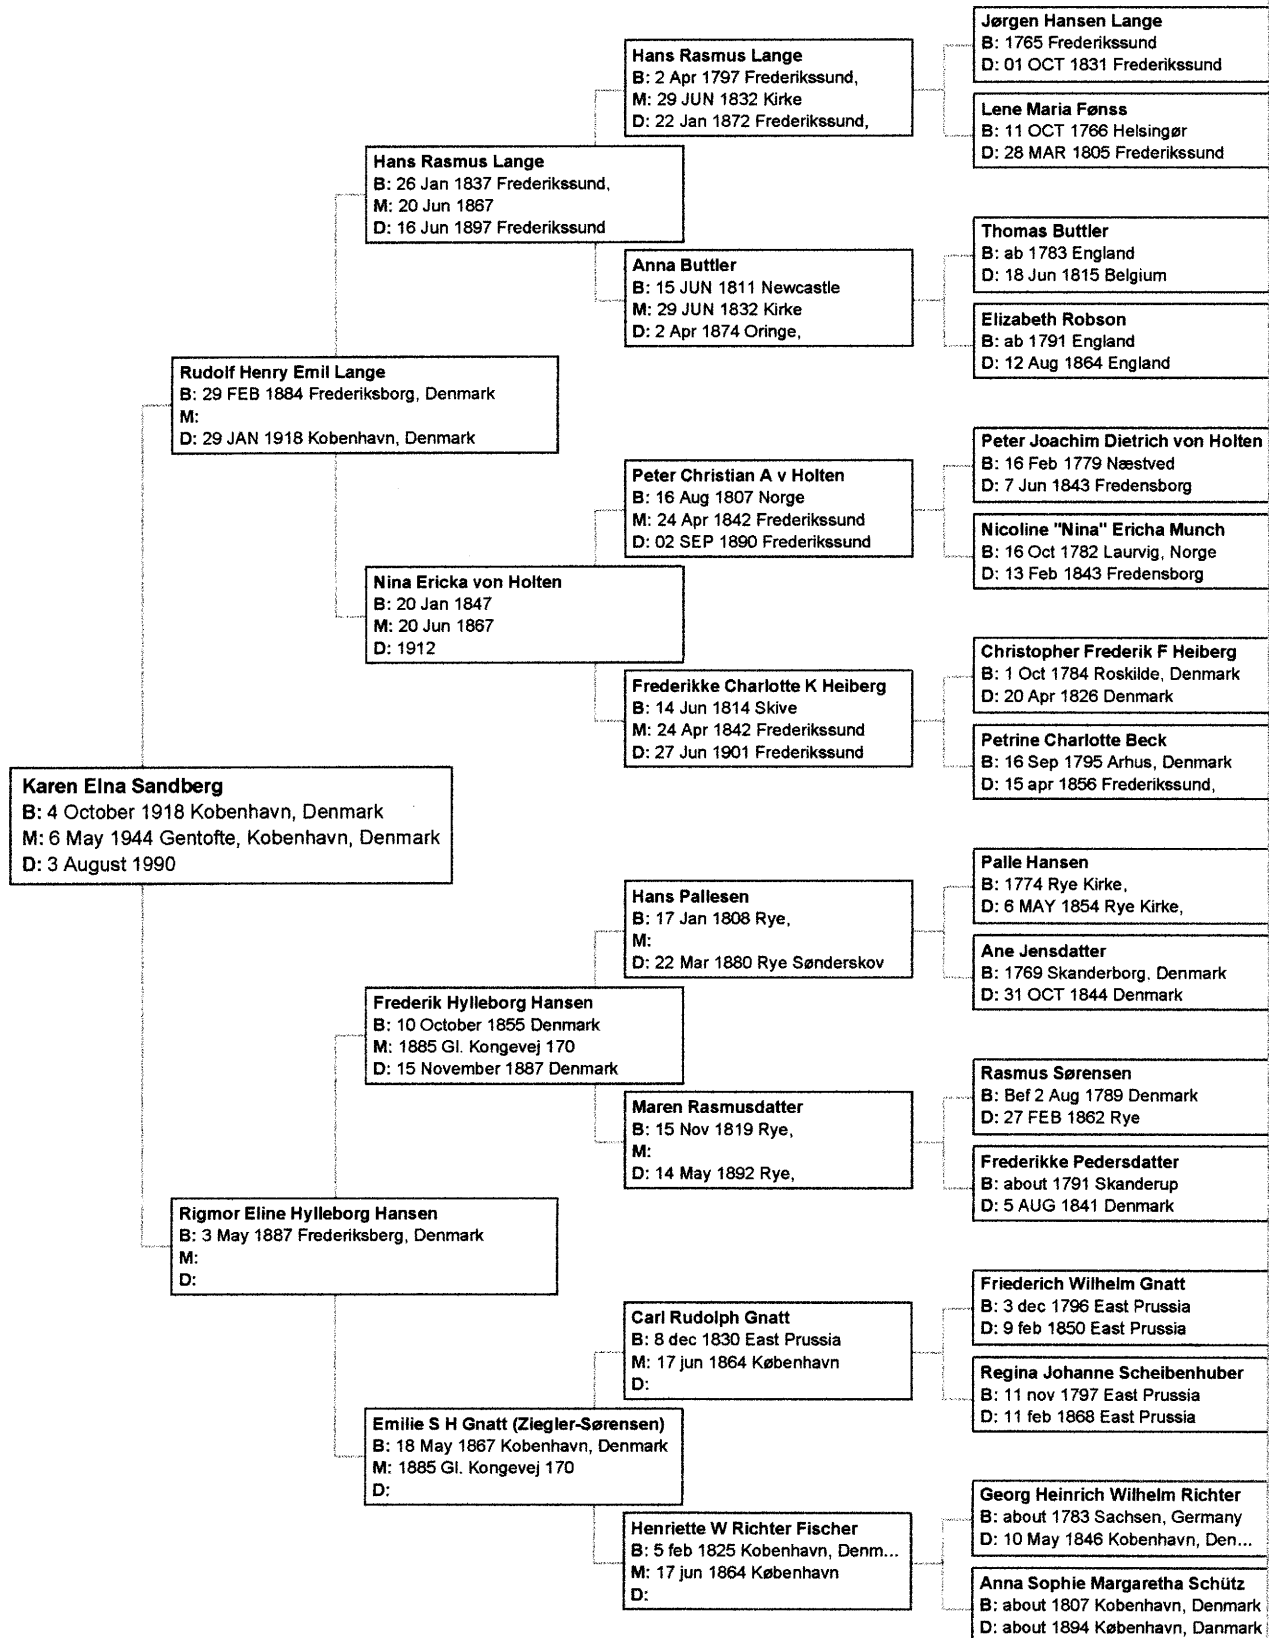 Jørgen Hansen Lange
B: 1765 Frederikssund
D: 01 OCT 1831 Frederikssund
Hans Rasmus Lange
B: 2 Apr 1797 Frederikssund,
M: 29 JUN 1832 Kirke
D: 22 Jan 1872 Frederikssund,
Lene Maria Fønss
B: 11 OCT 1766 Helsingør
D: 28 MAR 1805 Frederikssund
Hans Rasmus Lange
B: 26 Jan 1837 Frederikssund,
M: 20 Jun 1867
D: 16 Jun 1897 Frederikssund
Thomas Buttler
B: ab 1783 England
D: 18 Jun 1815 Belgium
Anna Buttler
B: 15 JUN 1811 Newcastle
M: 29 JUN 1832 Kirke
D: 2 Apr 1874 Oringe,
Elizabeth Robson
B: ab 1791 England
D: 12 Aug 1864 England
Rudolf Henry Emil Lange
B: 29 FEB 1884 Frederiksborg, Denmark
M:
D: 29 JAN 1918 Kobenhavn, Denmark
Peter Joachim Dietrich von Holten
B: 16 Feb 1779 Næstved
D: 7 Jun 1843 Fredensborg
Peter Christian A v Holten
B: 16 Aug 1807 Norge
M: 24 Apr 1842 Frederikssund
D: 02 SEP 1890 Frederikssund
Nicoline "Nina" Ericha Munch
B: 16 Oct 1782 Laurvig, Norge
D: 13 Feb 1843 Fredensborg
Nina Ericka von Holten
B: 20 Jan 1847
M: 20 Jun 1867
D: 1912
Christopher Frederik F Heiberg
B: 1 Oct 1784 Roskilde, Denmark
D: 20 Apr 1826 Denmark
Frederikke Charlotte K Heiberg
B: 14 Jun 1814 Skive
M: 24 Apr 1842 Frederikssund
D: 27 Jun 1901 Frederikssund
Petrine Charlotte Beck
B: 16 Sep 1795 Arhus, Denmark
D: 15 apr 1856 Frederikssund,
Karen Elna Sandberg
B: 4 October 1918 Kobenhavn, Denmark
M: 6 May 1944 Gentofte, Kobenhavn, Denmark
D: 3 August 1990
Palle Hansen
B: 1774 Rye Kirke,
D: 6 MAY 1854 Rye Kirke,
Hans Pallesen
B: 17 Jan 1808 Rye,
M:
D: 22 Mar 1880 Rye Sønderskov
Ane Jensdatter
B: 1769 Skanderborg, Denmark
D: 31 OCT 1844 Denmark
Frederik Hylleborg Hansen
B: 10 October 1855 Denmark
M: 1885 Gl. Kongevej 170
D: 15 November 1887 Denmark
Rasmus Sørensen
B: Bef 2 Aug 1789 Denmark
D: 27 FEB 1862 Rye
Maren Rasmusdatter
B: 15 Nov 1819 Rye,
M:
D: 14 May 1892 Rye,
Frederikke Pedersdatter
B: about 1791 Skanderup
D: 5 AUG 1841 Denmark
Rigmor Eline Hylleborg Hansen
B: 3 May 1887 Frederiksberg, Denmark
M:
D:
Friederich Wilhelm Gnatt
B: 3 dec 1796 East Prussia
D: 9 feb 1850 East Prussia
Carl Rudolph Gnatt
B: 8 dec 1830 East Prussia
M: 17 jun 1864 København
D:
Regina Johanne Scheibenhuber
B: 11 nov 1797 East Prussia
D: 11 feb 1868 East Prussia
Emilie S H Gnatt (Ziegler-Sørensen)
B: 18 May 1867 Kobenhavn, Denmark
M: 1885 Gl. Kongevej 170
D:
Georg Heinrich Wilhelm Richter
B: about 1783 Sachsen, Germany
D: 10 May 1846 Kobenhavn, Den...
Henriette W Richter Fischer
B: 5 feb 1825 Kobenhavn, Denm...
M: 17 jun 1864 København
D:
Anna Sophie Margaretha Schütz
B: about 1807 Kobenhavn, Denmark
D: about 1894 København, Danmark